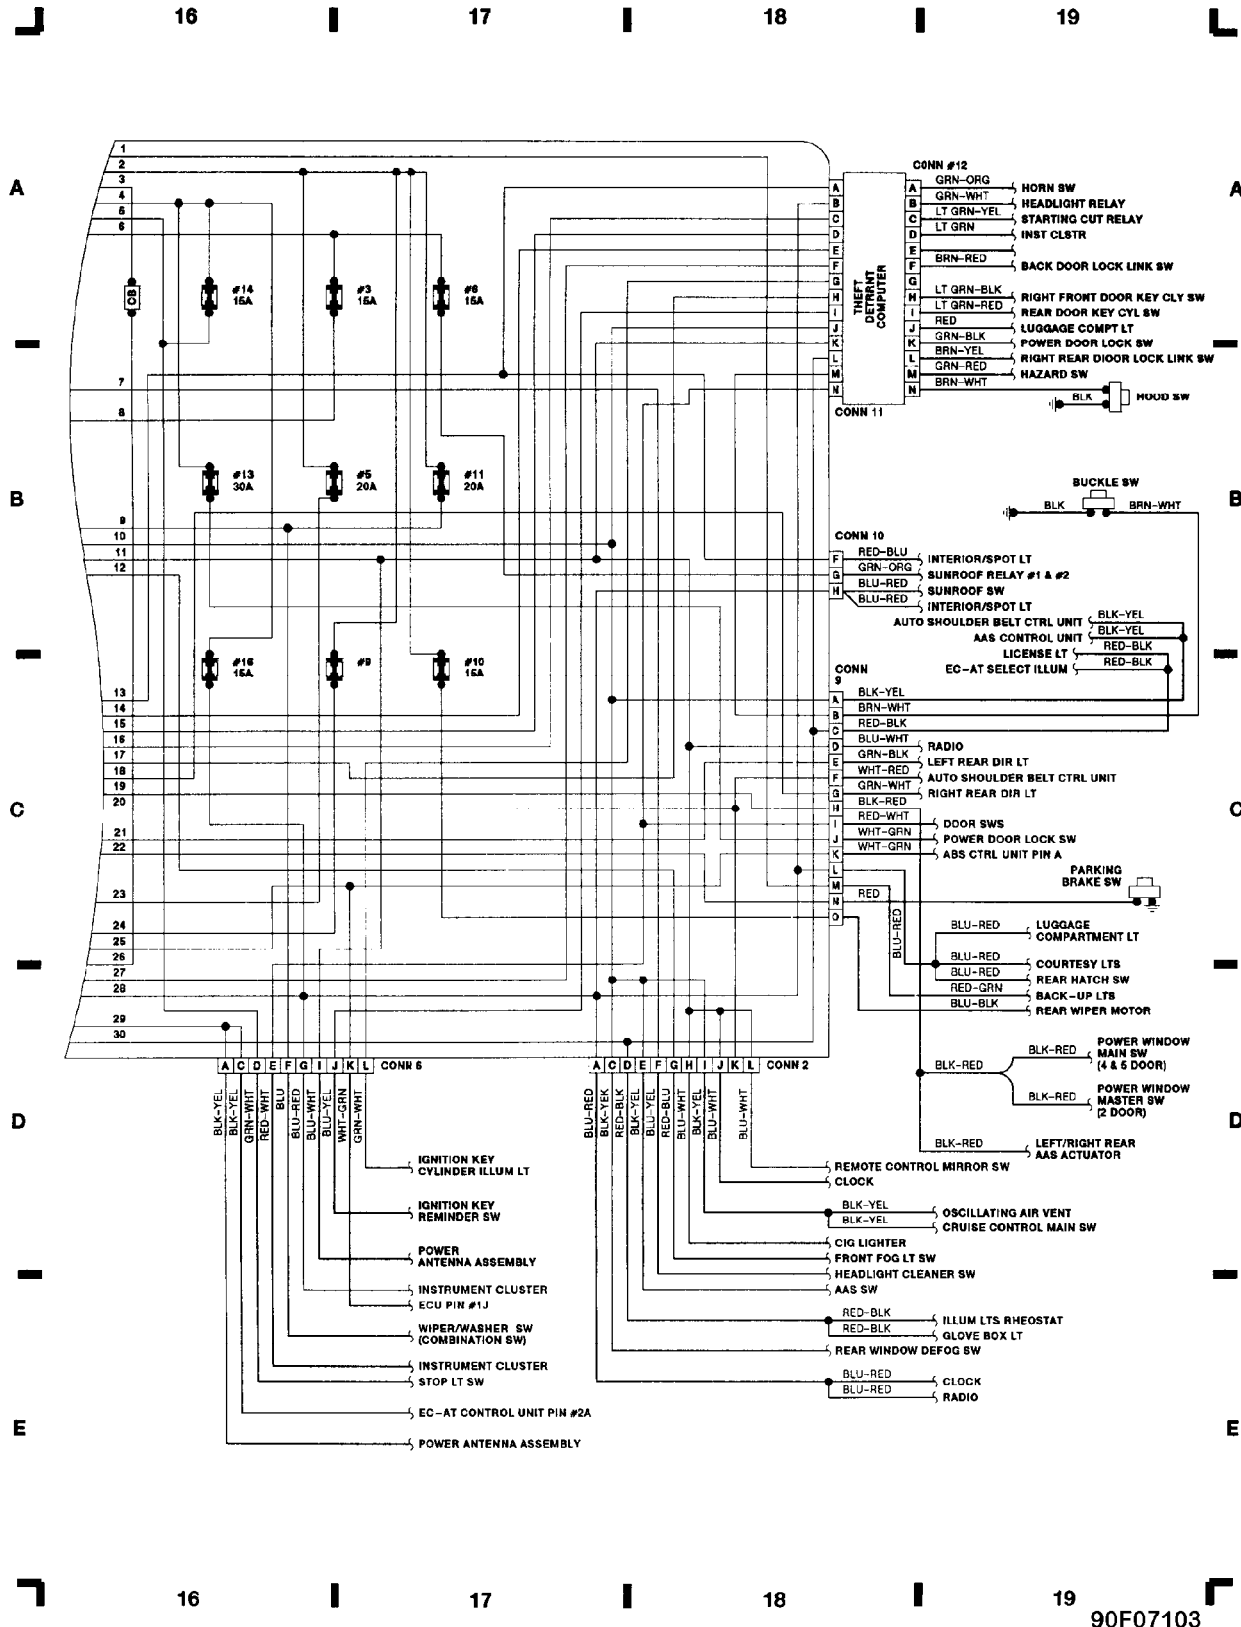 16 17 18 19
A A
1
2
3
4
5
6
CB
#14
15A
#3
15A
#6
15A
CONN #12
A GRN-ORG HORN SW
B GRN-WHT HEADLIGHT RELAY
C LT GRN-YEL STARTING CUT RELAY
D LT GRN INST CLSTR
E
F BRN-RED BACK DOOR LOCK LINK SW
G
H LT GRN-BLK RIGHT FRONT DOOR KEY CLY SW
I LT GRN-RED REAR DOOR KEY CYL SW
J RED LUGGAGE COMPT LT
K GRN-BLK POWER DOOR LOCK SW
L BRN-YEL RIGHT REAR DIOOR LOCK LINK SW
M GRN-RED HAZARD SW
N BRN-WHT
BLK HOOD SW
A
B
C
D
E
F
G
H
I
J
K
L
M
N
THEFT
DETRRNT
COMPUTER
CONN 11
7
8
B B
#13
30A
#5
20A
#11
20A
9
10
11
12
BUCKLE SW
BLK BRN-WHT
CONN 10
F RED-BLU INTERIOR/SPOT LT
G GRN-ORG SUNROOF RELAY #1 & #2
H BLU-RED SUNROOF SW
BLU-RED INTERIOR/SPOT LT
AUTO SHOULDER BELT CTRL UNIT BLK-YEL
AAS CONTROL UNIT BLK-YEL
LICENSE LT RED-BLK
EC-AT SELECT ILLUM RED-BLK
#16
15A
#9
#10
15A
C C
13
14
15
16
17
18
19
20
21
22
23
24
25
26
27
28
29
30
CONN
9
A BLK-YEL
B BRN-WHT
C RED-BLK
D BLU-WHT RADIO
E GRN-BLK LEFT REAR DIR LT
F WHT-RED AUTO SHOULDER BELT CTRL UNIT
G GRN-WHT RIGHT REAR DIR LT
H BLK-RED
I RED-WHT DOOR SWS
J WHT-GRN POWER DOOR LOCK SW
K WHT-GRN ABS CTRL UNIT PIN A
L
M
N RED
O
PARKING
BRAKE SW
BLU-RED
BLU-RED LUGGAGE
COMPARTMENT LT
BLU-RED COURTESY LTS
BLU-RED REAR HATCH SW
RED-GRN BACK-UP LTS
BLU-BLK REAR WIPER MOTOR
BLK-RED
BLK-RED POWER WINDOW
MAIN SW
(4 & 5 DOOR)
BLK-RED POWER WINDOW
MASTER SW
(2 DOOR)
BLK-RED LEFT/RIGHT REAR
AAS ACTUATOR
D D
A C D E F G I J K L CONN 6
BLK-YEL
BLK-YEL
GRN-WHT
RED-WHT
BLU
BLU-RED
BLU-WHT
BLU-YEL
WHT-GRN
GRN-WHT
IGNITION KEY
CYLINDER ILLUM LT
IGNITION KEY
REMINDER SW
POWER
ANTENNA ASSEMBLY
INSTRUMENT CLUSTER
ECU PIN #1J
WIPER/WASHER SW
(COMBINATION SW)
INSTRUMENT CLUSTER
STOP LT SW
EC-AT CONTROL UNIT PIN #2A
POWER ANTENNA ASSEMBLY
A C D E F G H I J K L CONN 2
BLU-RED
BLK-YEK
RED-BLK
BLK-YEL
BLU-YEL
RED-BLU
BLU-WHT
BLK-YEL
BLU-WHT
BLU-WHT
REMOTE CONTROL MIRROR SW
CLOCK
BLK-YEL OSCILLATING AIR VENT
BLK-YEL CRUISE CONTROL MAIN SW
CIG LIGHTER
FRONT FOG LT SW
HEADLIGHT CLEANER SW
AAS SW
RED-BLK ILLUM LTS RHEOSTAT
RED-BLK GLOVE BOX LT
REAR WINDOW DEFOG SW
BLU-RED CLOCK
BLU-RED RADIO
E E
16 17 18 19
90F07103